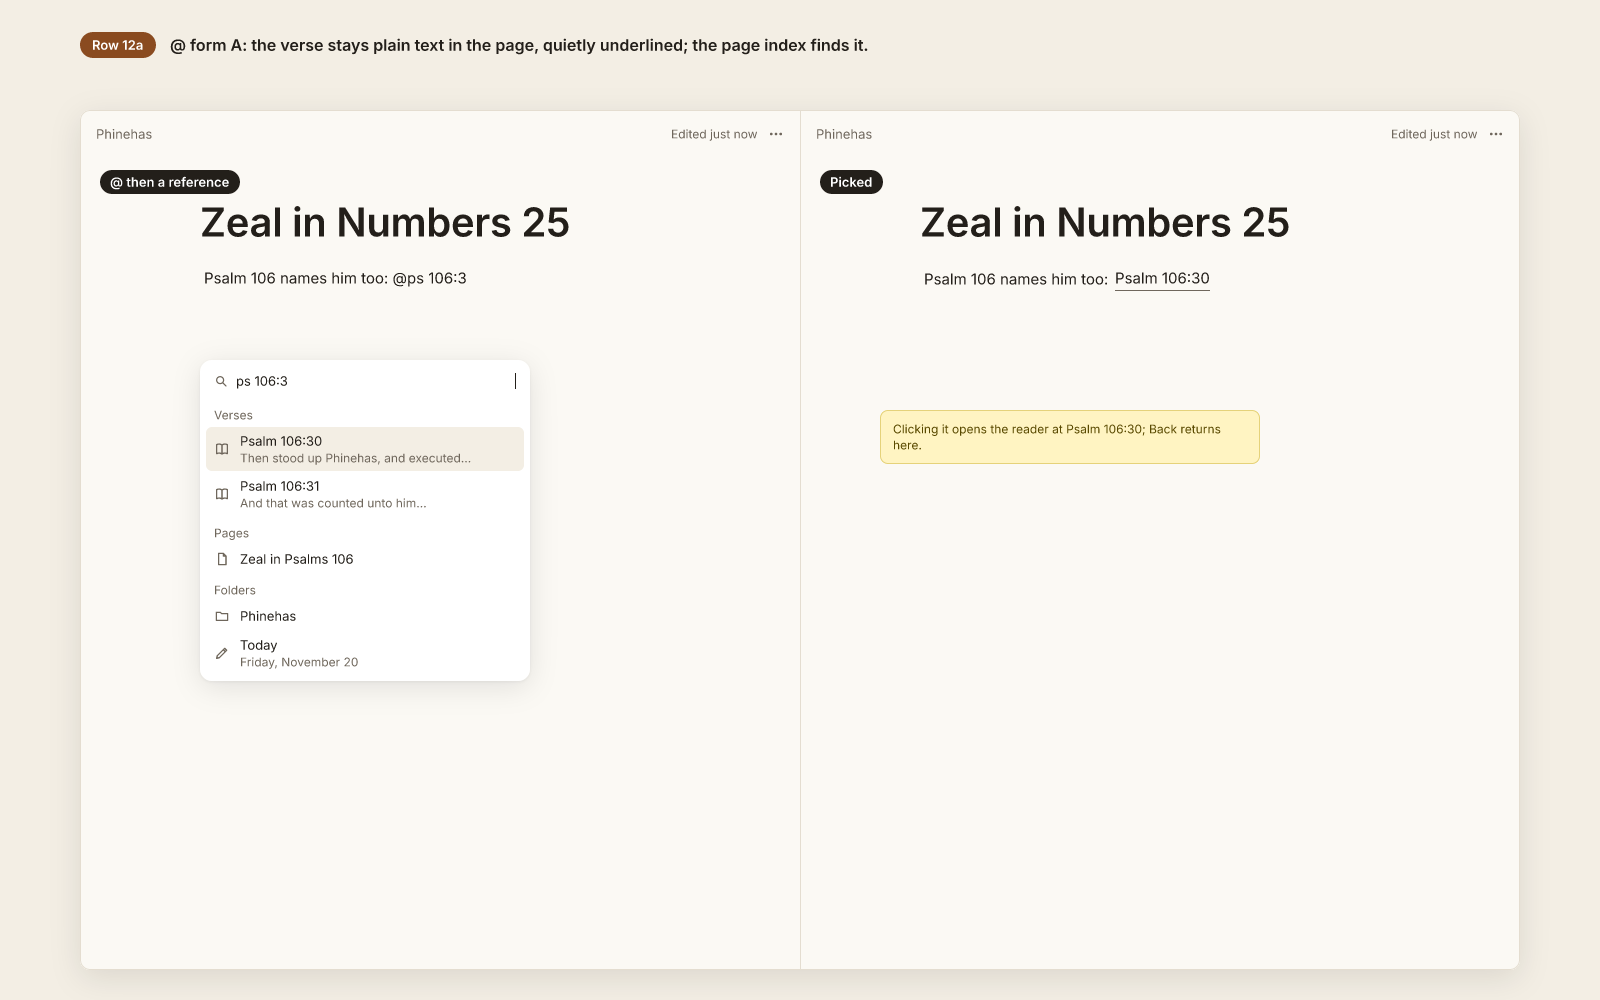 Row 12a
@ form A: the verse stays plain text in the page, quietly underlined; the page index finds it.
Phinehas
Edited just now
@ then a reference
Zeal in Numbers 25
Psalm 106 names him too: @ps 106:3
ps 106:3
Verses
Psalm 106:30
Then stood up Phinehas, and executed...
Psalm 106:31
And that was counted unto him...
Pages
Zeal in Psalms 106
Folders
Phinehas
Today
Friday, November 20
Phinehas
Edited just now
Picked
Zeal in Numbers 25
Psalm 106 names him too: Psalm 106:30
Clicking it opens the reader at Psalm 106:30; Back returns
here.